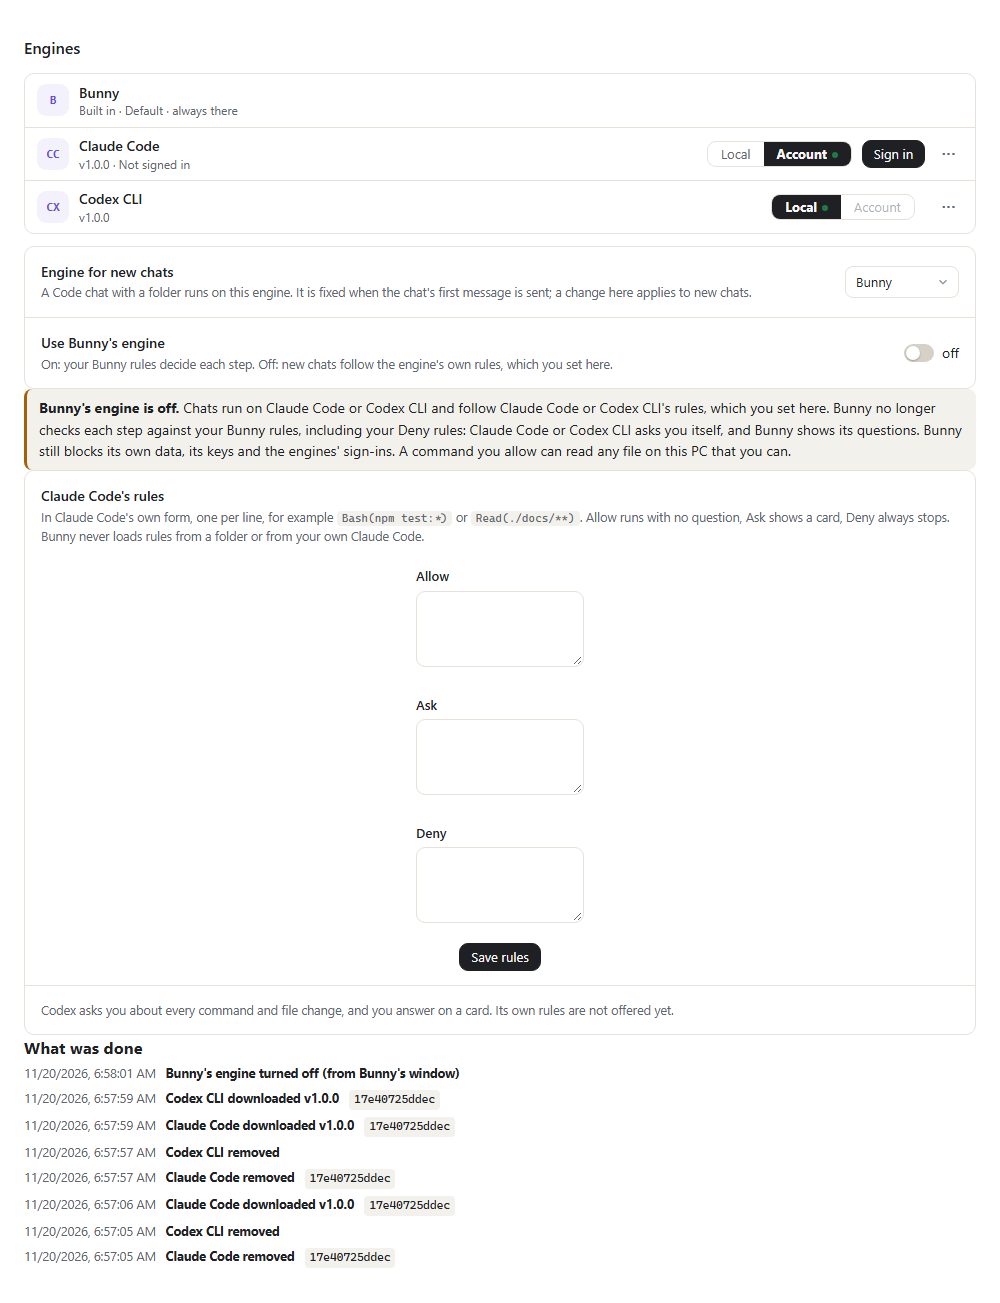 Engines
B
Bunny
Built in · Default · always there
CC
Claude Code
v1.0.0 · Not signed in
Local
Account
Sign in
···
CX
Codex CLI
v1.0.0
Local
Account
···
Engine for new chats
A Code chat with a folder runs on this engine. It is fixed when the chat's first message is sent; a change here applies to new chats.
Bunny
Use Bunny's engine
On: your Bunny rules decide each step. Off: new chats follow the engine's own rules, which you set here.
off
Bunny's engine is off. Chats run on Claude Code or Codex CLI and follow Claude Code or Codex CLI's rules, which you set here. Bunny no longer
checks each step against your Bunny rules, including your Deny rules: Claude Code or Codex CLI asks you itself, and Bunny shows its questions. Bunny
still blocks its own data, its keys and the engines' sign-ins. A command you allow can read any file on this PC that you can.
Claude Code's rules
In Claude Code's own form, one per line, for example Bash(npm test:*) or Read(./docs/**). Allow runs with no question, Ask shows a card, Deny always stops.
Bunny never loads rules from a folder or from your own Claude Code.
Allow
Ask
Deny
Save rules
Codex asks you about every command and file change, and you answer on a card. Its own rules are not offered yet.
What was done
11/20/2026, 6:58:01 AM Bunny's engine turned off (from Bunny's window)
11/20/2026, 6:57:59 AM Codex CLI downloaded v1.0.0 17e40725ddec
11/20/2026, 6:57:59 AM Claude Code downloaded v1.0.0 17e40725ddec
11/20/2026, 6:57:57 AM Codex CLI removed
11/20/2026, 6:57:57 AM Claude Code removed 17e40725ddec
11/20/2026, 6:57:06 AM Claude Code downloaded v1.0.0 17e40725ddec
11/20/2026, 6:57:05 AM Codex CLI removed
11/20/2026, 6:57:05 AM Claude Code removed 17e40725ddec